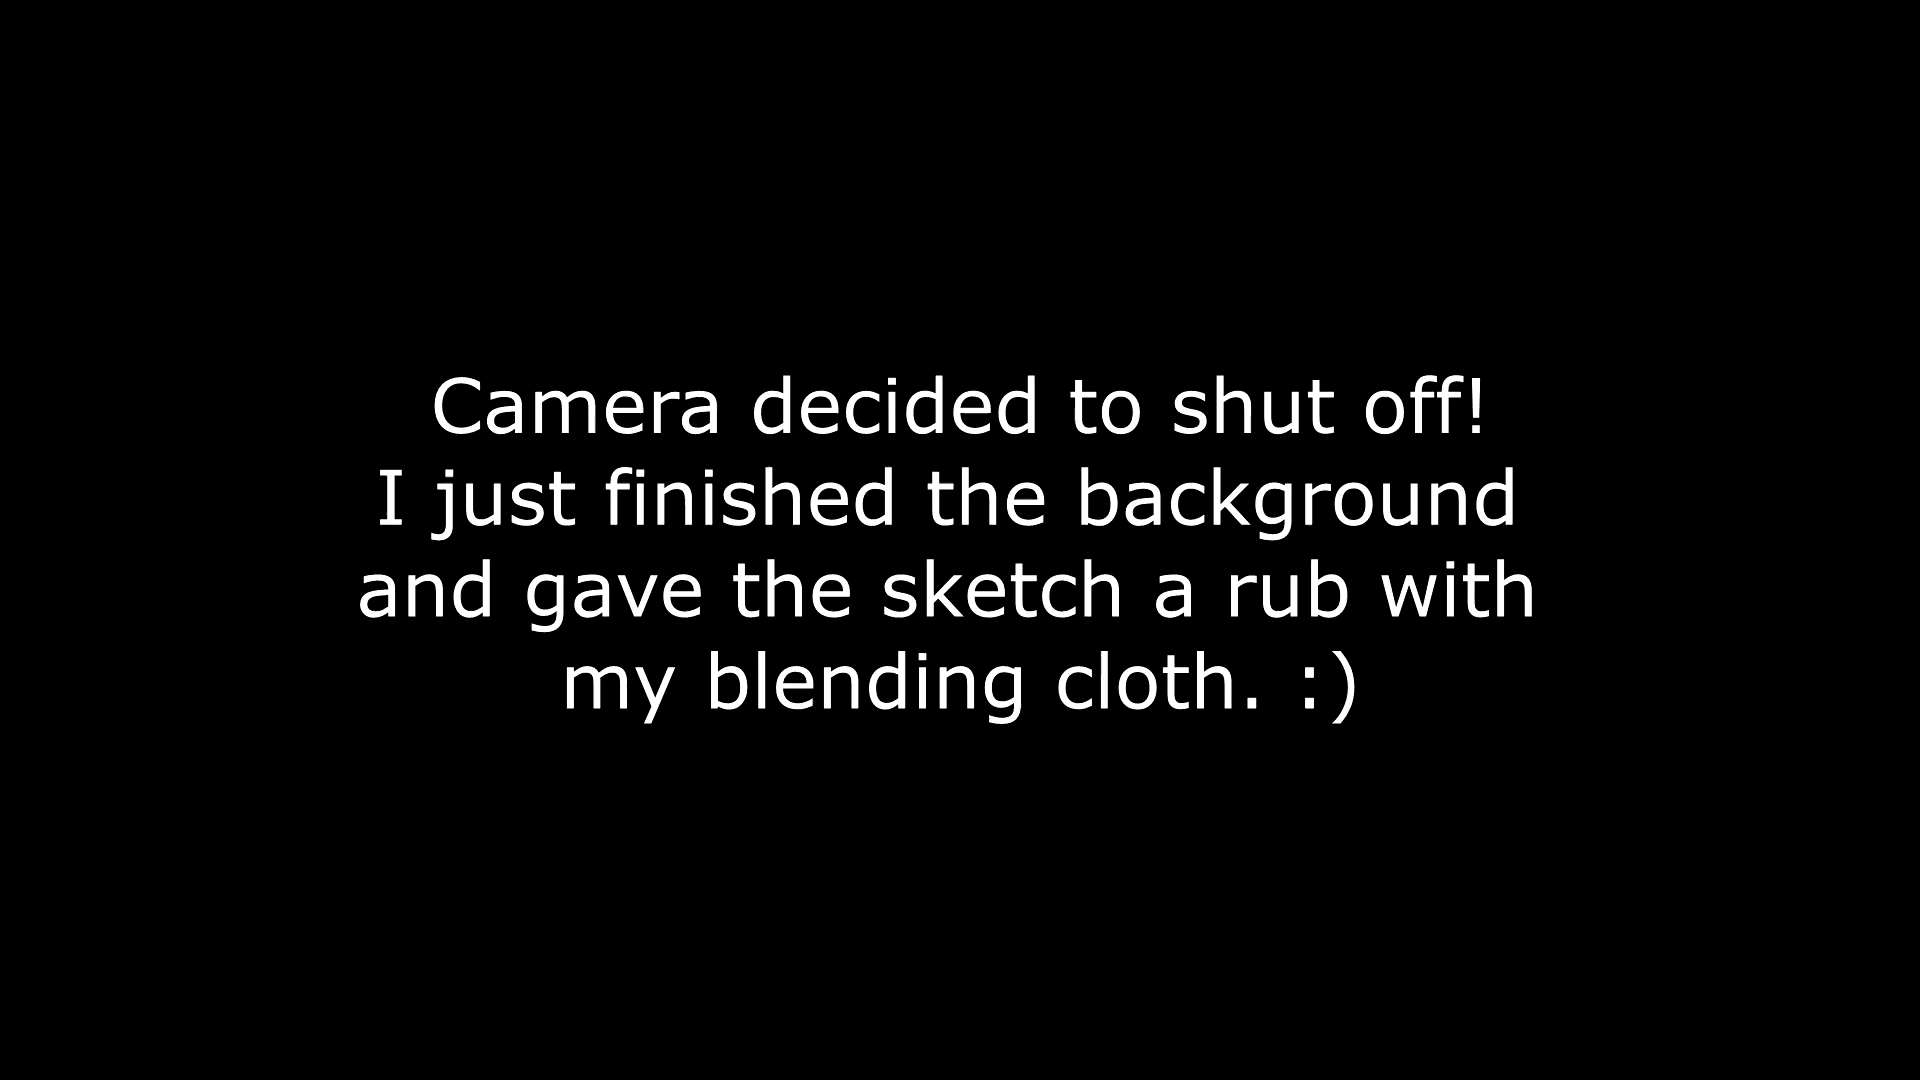 Camera decided to shut off!
I just finished the background
and gave the sketch a rub with
my blending cloth. :)